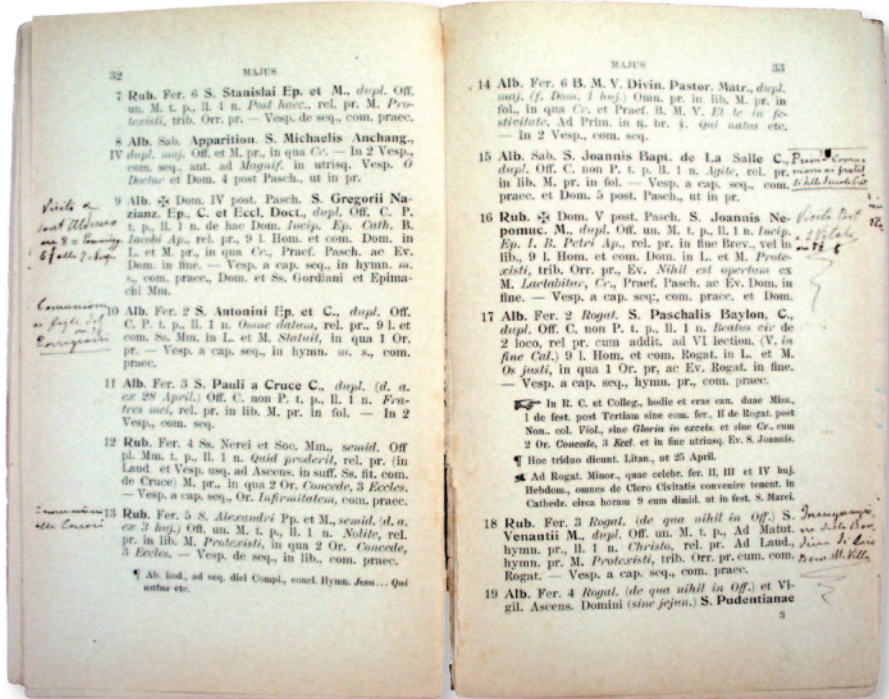 32
MAJUS
7 Rub. Fer. 6 S. Stanislai Ep. et M., dupl. Off.
un. M. t. p., ll. 1 n. Post haec., rel. pr. M. Pro-
texisti, trib. Orr. pr. — Vesp. de seq., com. praec.
8 Alb. Sab. Apparition. S. Michaelis Anchang.,
IV dupl. maj. Off. et M. pr., in qua Cr. — In 2 Vesp.,
com. seq., ant. ad Magnif. in utrisq. Vesp. O
Doctor et Dom. 4 post Pasch., ut in pr.
9 Alb. ✠ Dom. IV post. Pasch. S. Gregorii Na-
zianz. Ep., C. et Eccl. Doct., dupl. Off. C. P.
t. p., ll. 1 n. de hac Dom. Incip. Ep. Cath. B.
Iacobi Ap., rel. pr., 9 l. Hom. et com. Dom. in
L. et M. pr., in qua Cr., Praef. Pasch. ac Ev.
Dom. in fine. — Vesp. a cap. seq., in hymn. m.
s., com. praec., Dom. et Ss. Gordiani et Epima-
chi Mm.
10 Alb. Fer. 2 S. Antonini Ep. et C., dupl. Off.
C. P. t. p., ll. 1 n. Omne datum, rel. pr., 9 l. et
com. Ss. Mm. in L. et M. Statuit, in qua 1 Or.
pr. — Vesp. a cap. seq., in hymn. m. s., com.
praec.
11 Alb. Fer. 3 S. Pauli a Cruce C., dupl. (d. a.
ex 28 April.) Off. C. non P. t. p., ll. 1 n. Fra-
tres mei, rel. pr. in lib. M. pr. in fol. — In 2
Vesp., com. seq.
12 Rub. Fer. 4 Ss. Nerei et Soc. Mm., semid. Off
pl. Mm. t. p., ll. 1 n. Quid proderit, rel. pr. (in
Laud. et Vesp. usq. ad Ascens. in suff. Ss. fit. com.
de Cruce) M. pr., in qua 2 Or. Concede, 3 Eccles.
— Vesp. a cap. seq., Or. Infirmitatem, com. praec.
13 Rub. Fer. 5 S. Alexandri Pp. et M., semid. (d. a.
ex 3 huj.) Off. un. M. t. p., ll. 1 n. Nolite, rel.
pr. in lib. M. Protexisti, in qua 2 Or. Concede,
3 Eccles. — Vesp. de seq., in lib., com. praec.
¶ Ab. hod., ad seq. diei Compl., concl. Hymn. Jesu... Qui
natus etc.
Visita a
sant
Comunione
MAJUS
33
14 Alb. Fer. 6 B. M. V. Divin. Pastor. Matr., dupl.
maj. (f. Dom. 1 huj.) Omn. pr. in lib. M. pr. in
fol., in qua Cr. et Praef. B. M. V. Et te in fe-
stivitate, Ad Prim. in ℟. br. ℣. Qui natus etc.
— In 2 Vesp., com. seq.
15 Alb. Sab. S. Joannis Bapt. de La Salle C.,
dupl. Off. C. non P. t. p., ll. 1 n. Agite, rel. pr.
in lib. M. pr. in fol. — Vesp. a cap. seq., com.
praec. et Dom. 5 post. Pasch., ut in pr.
16 Rub. ✠ Dom. V post. Pasch. S. Joannis Ne-
pomuc. M., dupl. Off. un. M. t. p., ll. 1 n. Incip.
Ep. I. B. Petri Ap., rel. pr. in fine Brev., vel in
lib., 9 l. Hom. et com. Dom. in L. et M. Prote-
xisti, trib. Orr. pr., Ev. Nihil est opertum ex
M. Laetabitur, Cr., Praef. Pasch. ac Ev. Dom. in
fine. — Vesp. a cap. seq., com. praec. et Dom.
17 Alb. Fer. 2 Rogat. S. Paschalis Baylon, C.,
dupl. Off. C. non P. t. p., ll. 1 n. Beatus vir de
2 loco, rel pr. cum addit. ad VI lection. (V. in
fine Cal.) 9 l. Hom. et com. Rogat. in L. et M.
Os justi, in qua 1 Or. pr, ac Ev. Rogat. in fine.
— Vesp. a cap. seq., hymn. pr., com. praec.
☞ In R. C. et Colleg., hodie et cras can. duae Miss.,
1 de fest. post Tertiam sine com. fer., II de Rogat. post
Non., col. Viol., sine Gloria in excels. et sine Cr., cum
2 Or. Concede, 3 Eccl. et in fine utriusq. Ev. S. Joannis.
¶ Hoc triduo dicunt. Litan., ut 25 April.
Ad Rogat. Minor., quae celebr. fer. II, III et IV huj.
Hebdom., omnes de Clero Civitatis convenire tenent. in
Cathedr. circa horam 9 cum dimid. ut in fest. S. Marci.
18 Rub. Fer. 3 Rogat. (de qua nihil in Off.) S.
Venantii M., dupl. Off. un. M. t. p., Ad Matut.
hymn. pr., ll. 1 n. Christo, rel. pr. Ad Laud.,
hymn. pr. M. Protexisti, trib. Orr. pr. cum. com.
Rogat. — Vesp. a cap. seq., com. praec.
19 Alb. Fer. 4 Rogat. (de qua nihil in Off.) et Vi-
gil. Ascens. Domini (sine jejun.) S. Pudentianae
3